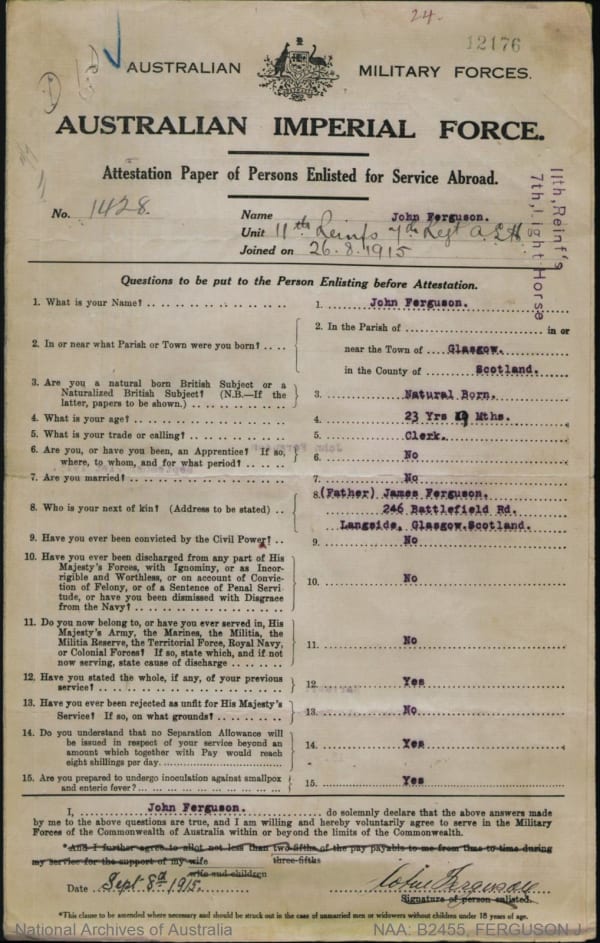 24.
12176
AUSTRALIAN MILITARY FORCES.
AUSTRALIAN IMPERIAL FORCE.
Attestation Paper of Persons Enlisted for Service Abroad.
11th, Reinf's
7th, Light Horse
No. 1428. Name John Ferguson.
Unit 11th Reinfs 7th Regt A.L.H.
Joined on 26.8.1915
Questions to be put to the Person Enlisting before Attestation.
1. What is your Name? 1. John Ferguson.
2. In or near what Parish or Town were you born? 2. In the Parish of in or
near the Town of Glasgow.
in the County of Scotland.
3. Are you a natural born British Subject or a
Naturalized British Subject? (N.B.—If the
latter, papers to be shown.) 3. Natural Born.
4. What is your age? 4. 23 Yrs Mths.
5. What is your trade or calling? 5. Clerk.
6. Are you, or have you been, an Apprentice? If so,
where, to whom, and for what period? 6. No
7. Are you married? 7. No
8. Who is your next of kin? (Address to be stated) 8. (Father) James Ferguson.
246 Battlefield Rd.
Langside, Glasgow. Scotland.
9. Have you ever been convicted by the Civil Power? 9. No
10. Have you ever been discharged from any part of His
Majesty's Forces, with Ignominy, or as Incor-
rigible and Worthless, or on account of Convic-
tion of Felony, or of a Sentence of Penal Servi-
tude, or have you been dismissed with Disgrace
from the Navy? 10. No
11. Do you now belong to, or have you ever served in, His
Majesty's Army, the Marines, the Militia, the
Militia Reserve, the Territorial Force, Royal Navy,
or Colonial Forces? If so, state which, and if not
now serving, state cause of discharge 11. No
12. Have you stated the whole, if any, of your previous
service? 12. Yes
13. Have you ever been rejected as unfit for His Majesty's
Service? If so, on what grounds? 13. No
14. Do you understand that no Separation Allowance will
be issued in respect of your service beyond an
amount which together with Pay would reach
eight shillings per day. 14. Yes
15. Are you prepared to undergo inoculation against smallpox
and enteric fever? 15. Yes
I, John Ferguson. do solemnly declare that the above answers made
by me to the above questions are true, and I am willing and hereby voluntarily agree to serve in the Military
Forces of the Commonwealth of Australia within or beyond the limits of the Commonwealth.
*And I further agree to allot not less than two-fifths of the pay payable to me from time to time during
three-fifths
my service for the support of my wife
wife and children
Date Sept 8th 1915. John Ferguson
Signature of person enlisted.
*This clause to be amended where necessary and should be struck out in the case of unmarried men or widowers without children under 18 years of age.
National Archives of Australia NAA: B2455, FERGUSON J